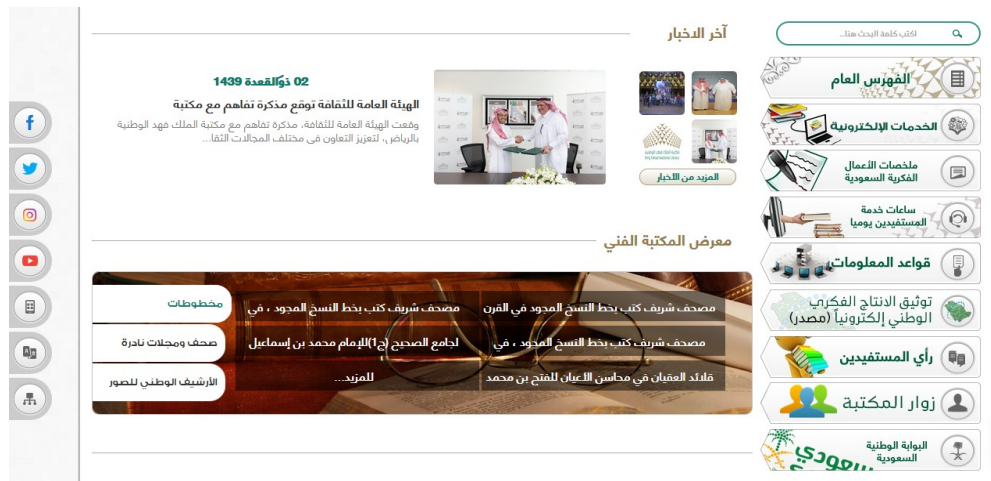 اكتب كلمة البحث هنا...
الفهرس العام
الخدمات الإلكترونية
ملخصات الأعمال
الفكرية السعودية
ساعات خدمة
المستفيدين يوميا
قواعد المعلومات
توثيق الانتاج الفكري
الوطني إلكترونياً (مصدر)
رأي المستفيدين
زوار المكتبة
البوابة الوطنية
السعودية
سعودي
آخر الاخبار
المزيد من الأخبار
02 ذوالقعدة 1439
الهيئة العامة للثقافة توقع مذكرة تفاهم مع مكتبة
وقعت الهيئة العامة للثقافة، مذكرة تفاهم مع مكتبة الملك فهد الوطنية
بالرياض، لتعزيز التعاون في مختلف المجالات الثقا...
معرض المكتبة الفني
مصحف شريف كتب بخط النسخ المجود في القرن
مصحف شريف كتب بخط النسخ المجود ، في
مصحف شريف كتب بخط النسخ المجود ، في
لجامع الصحيح (ج1)للإمام محمد بن إسماعيل
قلائد العقيان في محاسن الأعيان للفتح بن محمد
للمزيد...
مخطوطات
صحف ومجلات نادرة
الأرشيف الوطني للصور